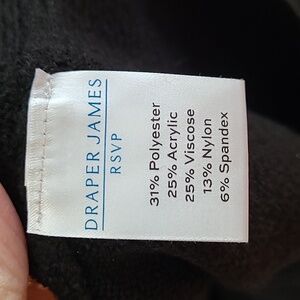 DRAPER JAMES
RSVP
31% Polyester
25% Acrylic
25% Viscose
13% Nylon
6% Spandex